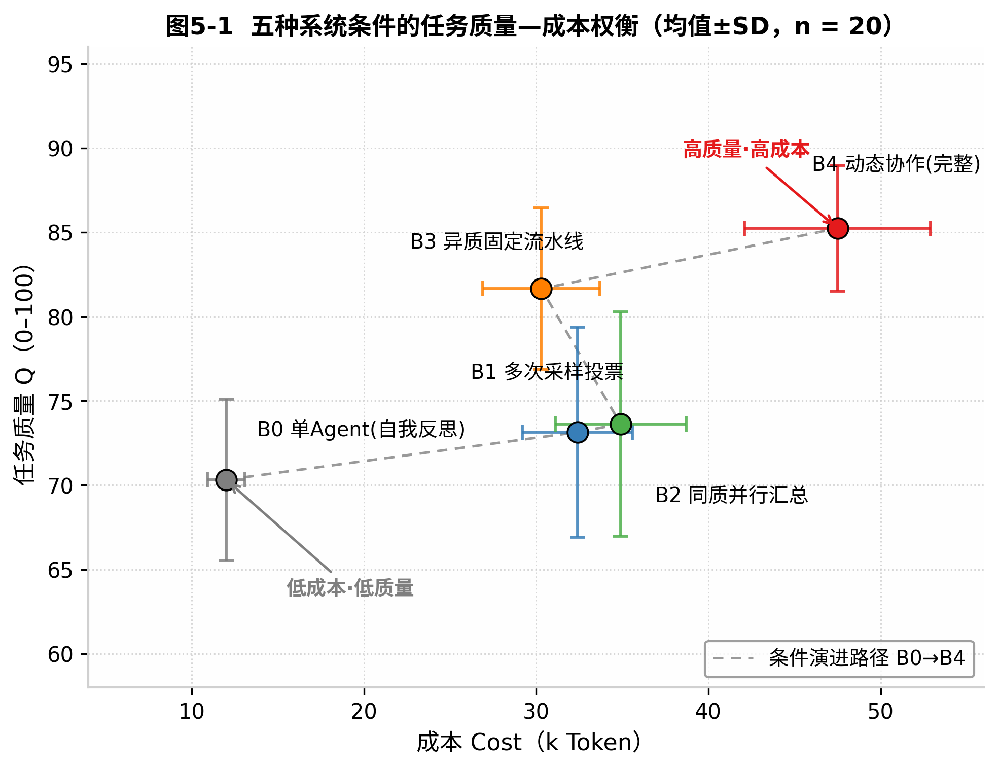 图5-1 五种系统条件的任务质量—成本权衡（均值±SD，n = 20）
95
90
85
80
75
70
65
60
任务质量 Q（0–100）
高质量·高成本
B4 动态协作(完整)
B3 异质固定流水线
B1 多次采样投票
B0 单Agent(自我反思)
B2 同质并行汇总
低成本·低质量
条件演进路径 B0→B4
10
20
30
40
50
成本 Cost（k Token）